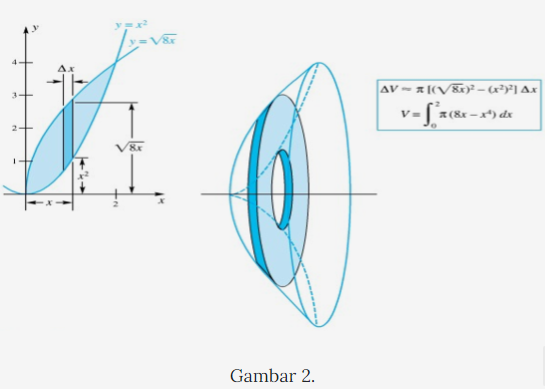 y
y = x²
y = √8x
4
Δx
3
2
√8x
1
x²
x
2
x
ΔV ≈ π [(√8x)² – (x²)²] Δx
V = ∫₀² π (8x – x⁴) dx
Gambar 2.